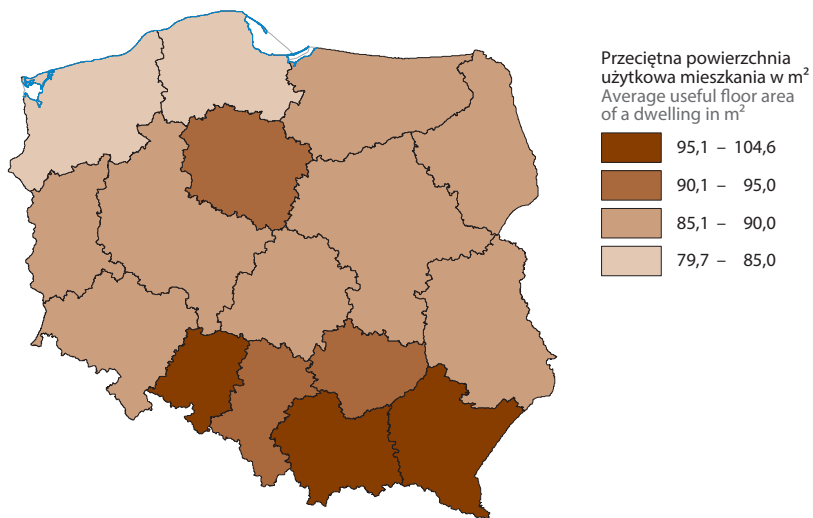 Przeciętna powierzchnia
użytkowa mieszkania w m²
Average useful floor area
of a dwelling in m²
95,1 – 104,6
90,1 – 95,0
85,1 – 90,0
79,7 – 85,0